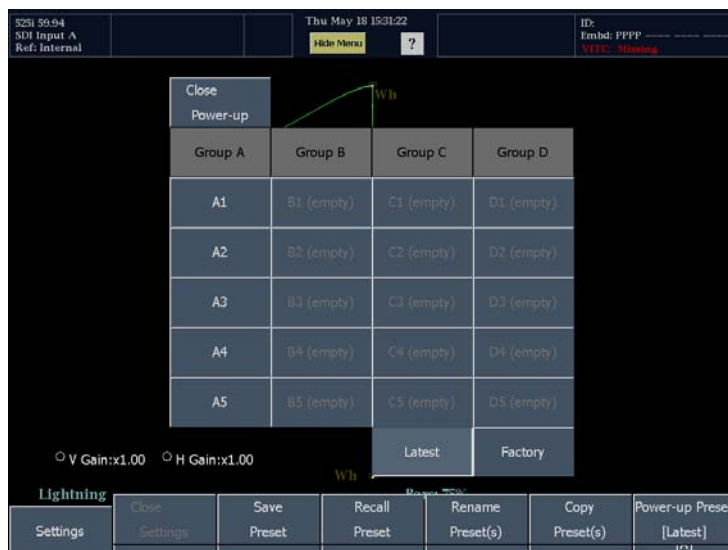 525i 59.94
SDI Input A
Ref: Internal
Thu May 18 15:31:22
Hide Menu
?
ID:
Embd: PPPP ---- ---- ----
VITC: Missing
Close
Power-up
Wh
Group A
Group B
Group C
Group D
A1
B1 (empty)
C1 (empty)
D1 (empty)
A2
B2 (empty)
C2 (empty)
D2 (empty)
A3
B3 (empty)
C3 (empty)
D3 (empty)
A4
B4 (empty)
C4 (empty)
D4 (empty)
A5
B5 (empty)
C5 (empty)
D5 (empty)
Latest
Factory
V Gain:x1.00
H Gain:x1.00
Wh
Lightning
Bars: 75%
Settings
Close
Settings
Save
Preset
Recall
Preset
Rename
Preset(s)
Copy
Preset(s)
Power-up Prese
[Latest]